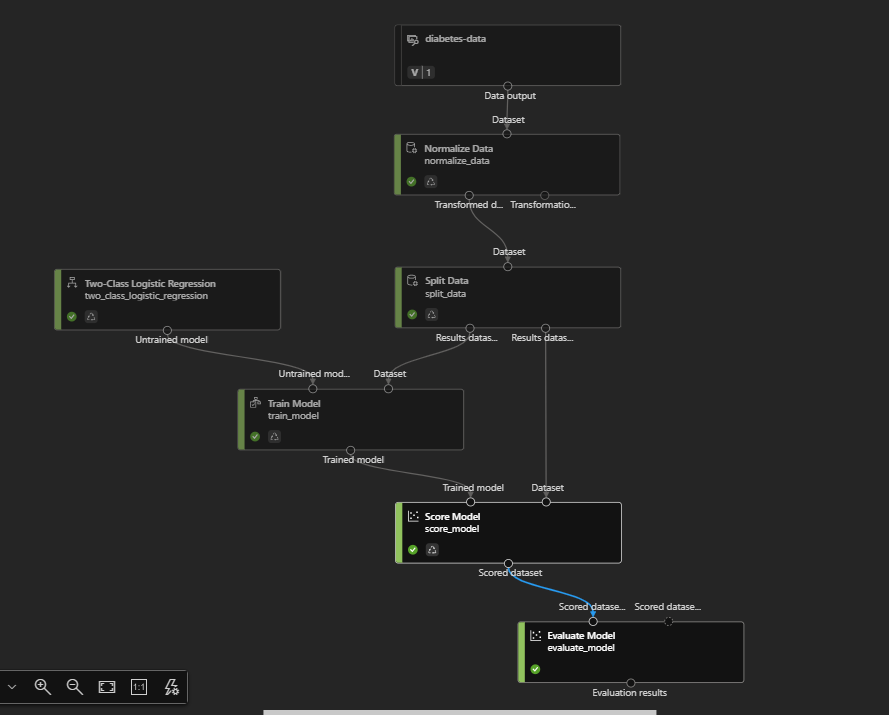 diabetes-data
V | 1
Data output
Dataset
Normalize Data
normalize_data
Transformed d...
Transformatio...
Dataset
Two-Class Logistic Regression
two_class_logistic_regression
Split Data
split_data
Untrained model
Results datas...
Results datas...
Untrained mod...
Dataset
Train Model
train_model
Trained model
Trained model
Dataset
Score Model
score_model
Scored dataset
Scored datase...
Scored datase...
Evaluate Model
evaluate_model
1:1
Evaluation results